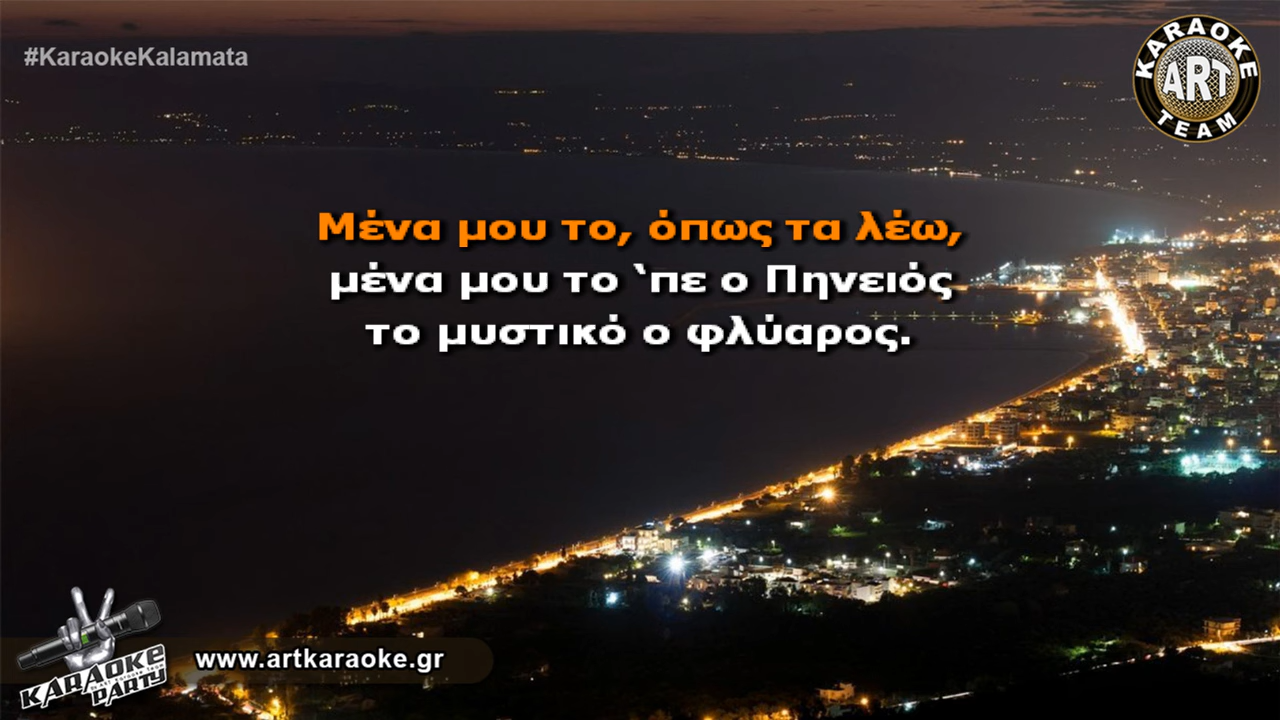 #KaraokeKalamata
KARAOKE
ART
TEAM
Μένα μου το, όπως τα λέω,
μένα μου το ‛πε ο Πηνειός
το μυστικό ο φλύαρος.
KARAOKE
PARTY
www.artkaraoke.gr